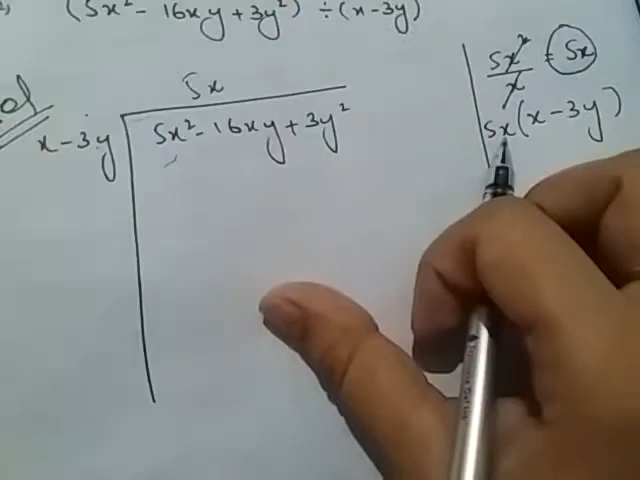 (5x² - 16xy + 3y²) ÷ (x - 3y)
5x²/x = 5x
5x
x - 3y 5x² - 16xy + 3y²
5x(x - 3y)